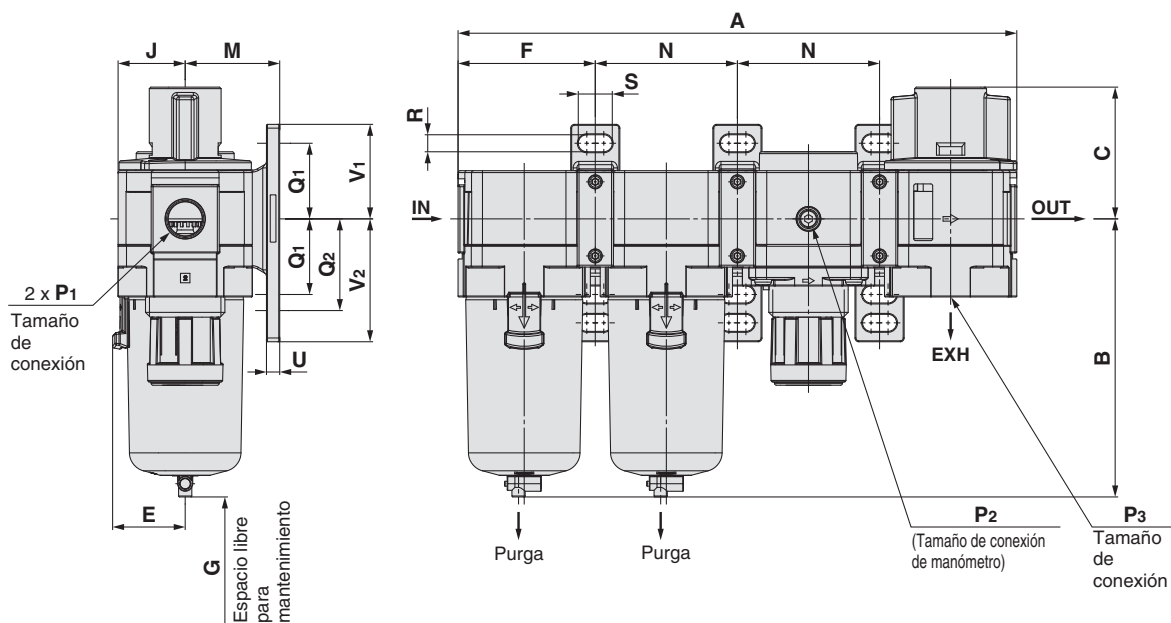 J
M
V1
Q1
Q1
Q2
V2
2 x P1
Tamaño
de
conexión
U
E
G
Espacio libre
para
mantenimiento
A
F
N
N
S
R
C
IN
OUT
EXH
B
P2
(Tamaño de conexión
de manómetro)
P3
Tamaño
de
conexión
Purga
Purga